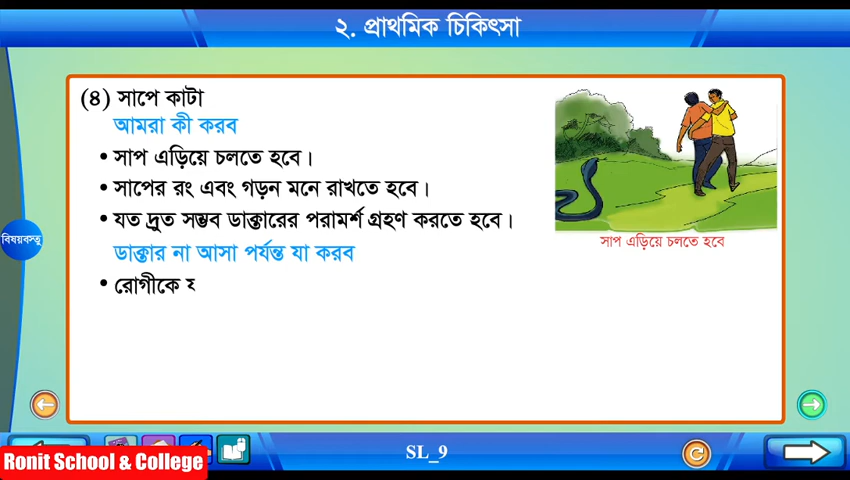 ২. প্রাথমিক চিকিৎসা
(৪) সাপে কাটা
আমরা কী করব
• সাপ এড়িয়ে চলতে হবে।
• সাপের রং এবং গড়ন মনে রাখতে হবে।
• যত দ্রুত সম্ভব ডাক্তারের পরামর্শ গ্রহণ করতে হবে।
ডাক্তার না আসা পর্যন্ত যা করব
• রোগীকে য
সাপ এড়িয়ে চলতে হবে
বিষয়বস্তু
Ronit School & College
SL_9